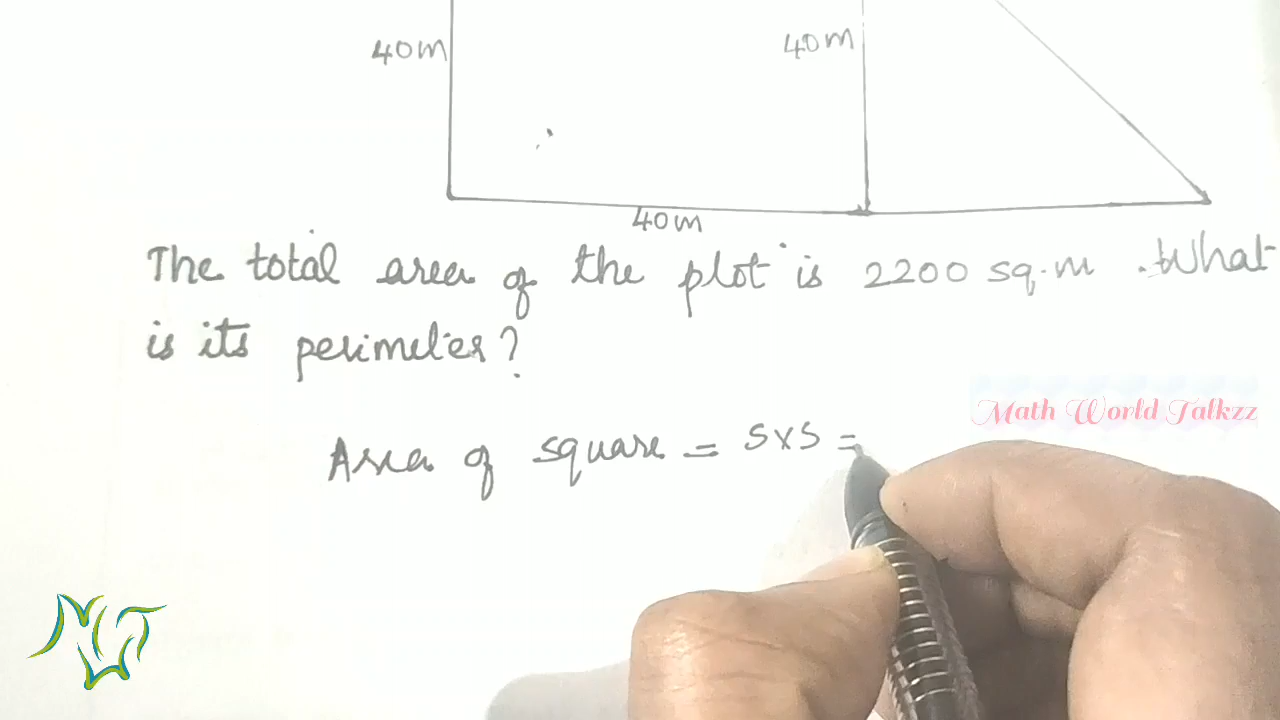 40m 40m
40m
The total area of the plot is 2200 sq.m. What
is its perimeter?
Math World Talkzz
Area of square = s×s =
MWT